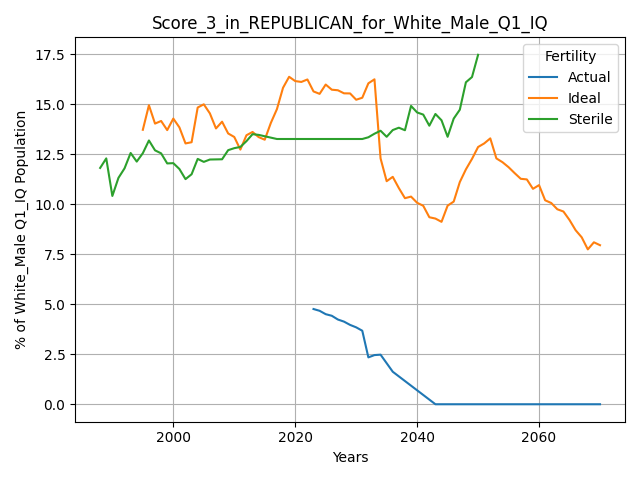 Score_3_in_REPUBLICAN_for_White_Male_Q1_IQ
% of White_Male Q1_IQ Population
17.5
15.0
12.5
10.0
7.5
5.0
2.5
0.0
Fertility
Actual
Ideal
Sterile
2000
2020
2040
2060
Years